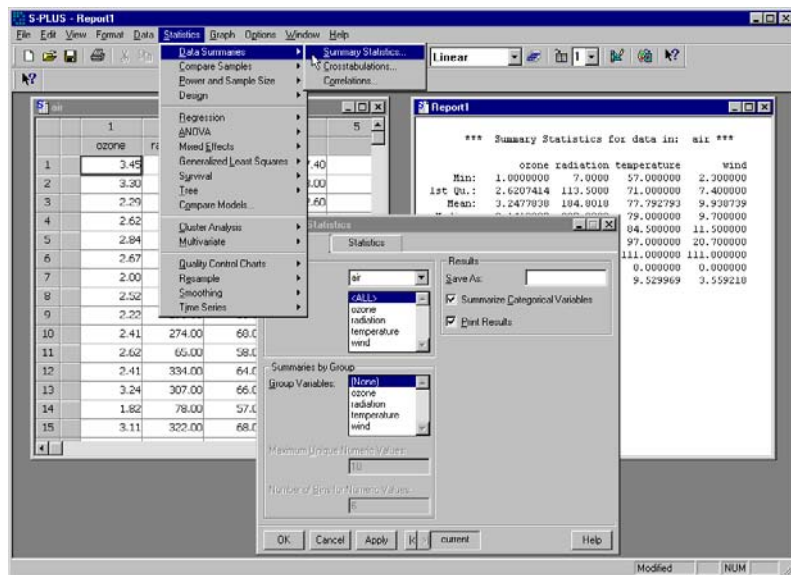 S-PLUS - Report1
File Edit View Format Data Statistics Graph Options Window Help
Linear
1
Data Summaries
Compare Samples
Power and Sample Size
Design
Regression
ANOVA
Mixed Effects
Generalized Least Squares
Survival
Tree
Compare Models...
Cluster Analysis
Multivariate
Quality Control Charts
Resample
Smoothing
Time Series
Summary Statistics...
Crosstabulations...
Correlations...
air
1 5
ozone
1 3.45
2 3.30
3 2.29
4 2.62
5 2.84
6 2.67
7 2.00
8 2.52
9 2.22
10 2.41 274.00
11 2.62 65.00
12 2.41 334.00
13 3.24 307.00
14 1.82 78.00
15 3.11 322.00
Report1
*** Summary Statistics for data in: air ***
ozone radiation temperature wind
Min: 1.0000000 7.0000 57.000000 2.300000
1st Qu.: 2.6207414 113.5000 71.000000 7.400000
Mean: 3.2477838 184.8018 77.792793 9.938739
79.000000 9.700000
84.500000 11.500000
97.000000 20.700000
111.000000 111.000000
0.000000 0.000000
9.529969 3.559218
Statistics
Statistics
air
<ALL>
ozone
radiation
temperature
wind
Summaries by Group
Group Variables:
(None)
ozone
radiation
temperature
wind
Maximum Unique Numeric Values:
10
Number of Bins for Numeric Values:
6
Results
Save As:
Summarize Categorical Variables
Print Results
OK Cancel Apply current Help
Modified NUM